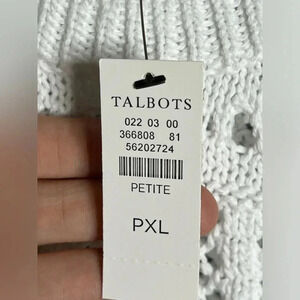 TALBOTS
022 03 00
366808 81
56202724
PETITE
PXL